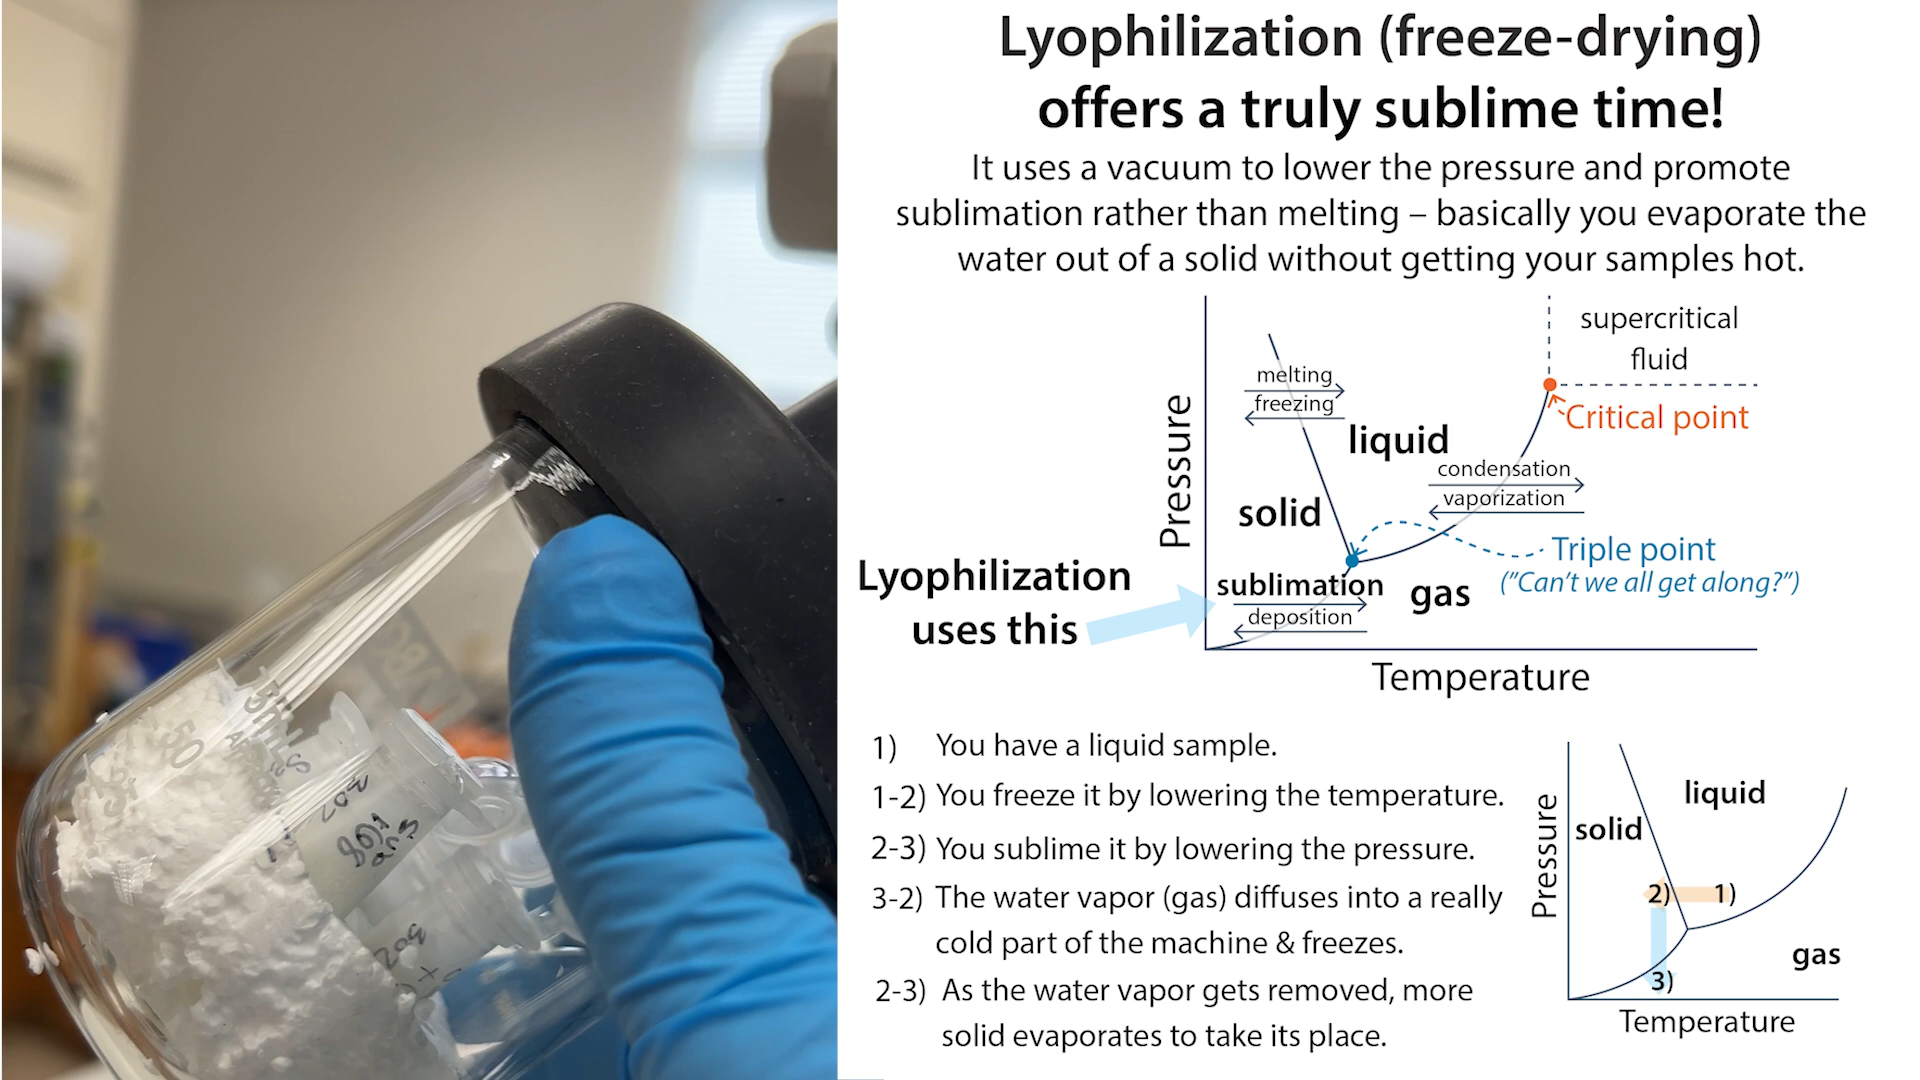 Lyophilization (freeze-drying)
offers a truly sublime time!
It uses a vacuum to lower the pressure and promote
sublimation rather than melting – basically you evaporate the
water out of a solid without getting your samples hot.
supercritical
fluid
melting
freezing
Critical point
liquid
condensation
vaporization
Pressure
solid
Triple point
("Can't we all get along?")
Lyophilization
uses this
sublimation
gas
deposition
Temperature
1) You have a liquid sample.
1-2) You freeze it by lowering the temperature.
2-3) You sublime it by lowering the pressure.
3-2) The water vapor (gas) diffuses into a really
cold part of the machine & freezes.
2-3) As the water vapor gets removed, more
solid evaporates to take its place.
liquid
solid
Pressure
2) 1)
gas
3)
Temperature
50